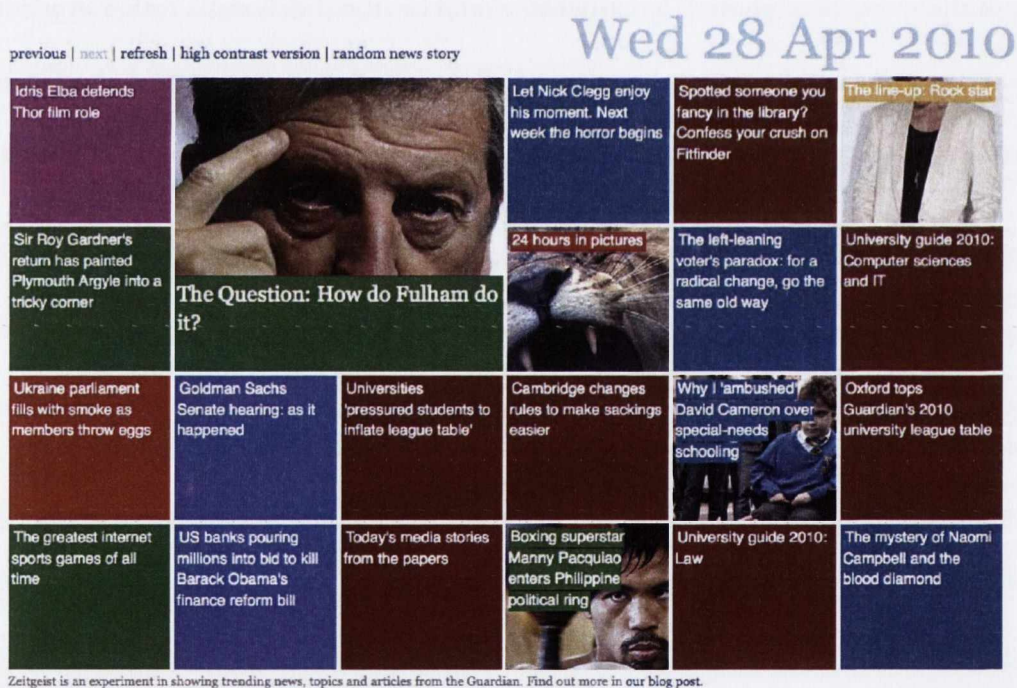 Wed 28 Apr 2010
previous | next | refresh | high contrast version | random news story
Idris Elba defends
Thor film role
Let Nick Clegg enjoy
his moment. Next
week the horror begins
Spotted someone you
fancy in the library?
Confess your crush on
Fitfinder
The line-up: Rock star
Sir Roy Gardner's
return has painted
Plymouth Argyle into a
tricky corner
The Question: How do Fulham do
it?
24 hours in pictures
The left-leaning
voter's paradox: for a
radical change, go the
same old way
University guide 2010:
Computer sciences
and IT
Ukraine parliament
fills with smoke as
members throw eggs
Goldman Sachs
Senate hearing: as it
happened
Universities
'pressured students to
inflate league table'
Cambridge changes
rules to make sackings
easier
Why I 'ambushed'
David Cameron over
special-needs
schooling
Oxford tops
Guardian's 2010
university league table
The greatest internet
sports games of all
time
US banks pouring
millions into bid to kill
Barack Obama's
finance reform bill
Today's media stories
from the papers
Boxing superstar
Manny Pacquiao
enters Philippine
political ring
University guide 2010:
Law
The mystery of Naomi
Campbell and the
blood diamond
Zeitgeist is an experiment in showing trending news, topics and articles from the Guardian. Find out more in our blog post.